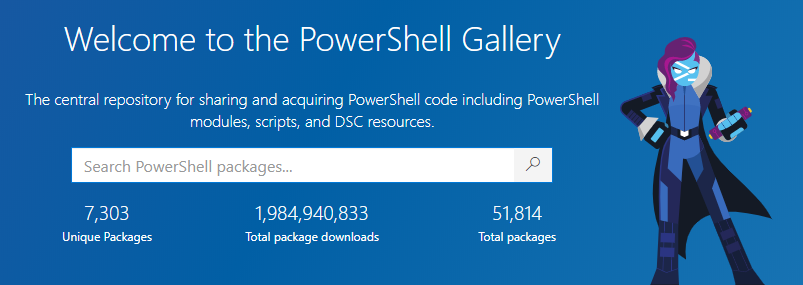 Welcome to the PowerShell Gallery
The central repository for sharing and acquiring PowerShell code including PowerShell
modules, scripts, and DSC resources.
Search PowerShell packages...
7,303
1,984,940,833
51,814
Unique Packages
Total package downloads
Total packages